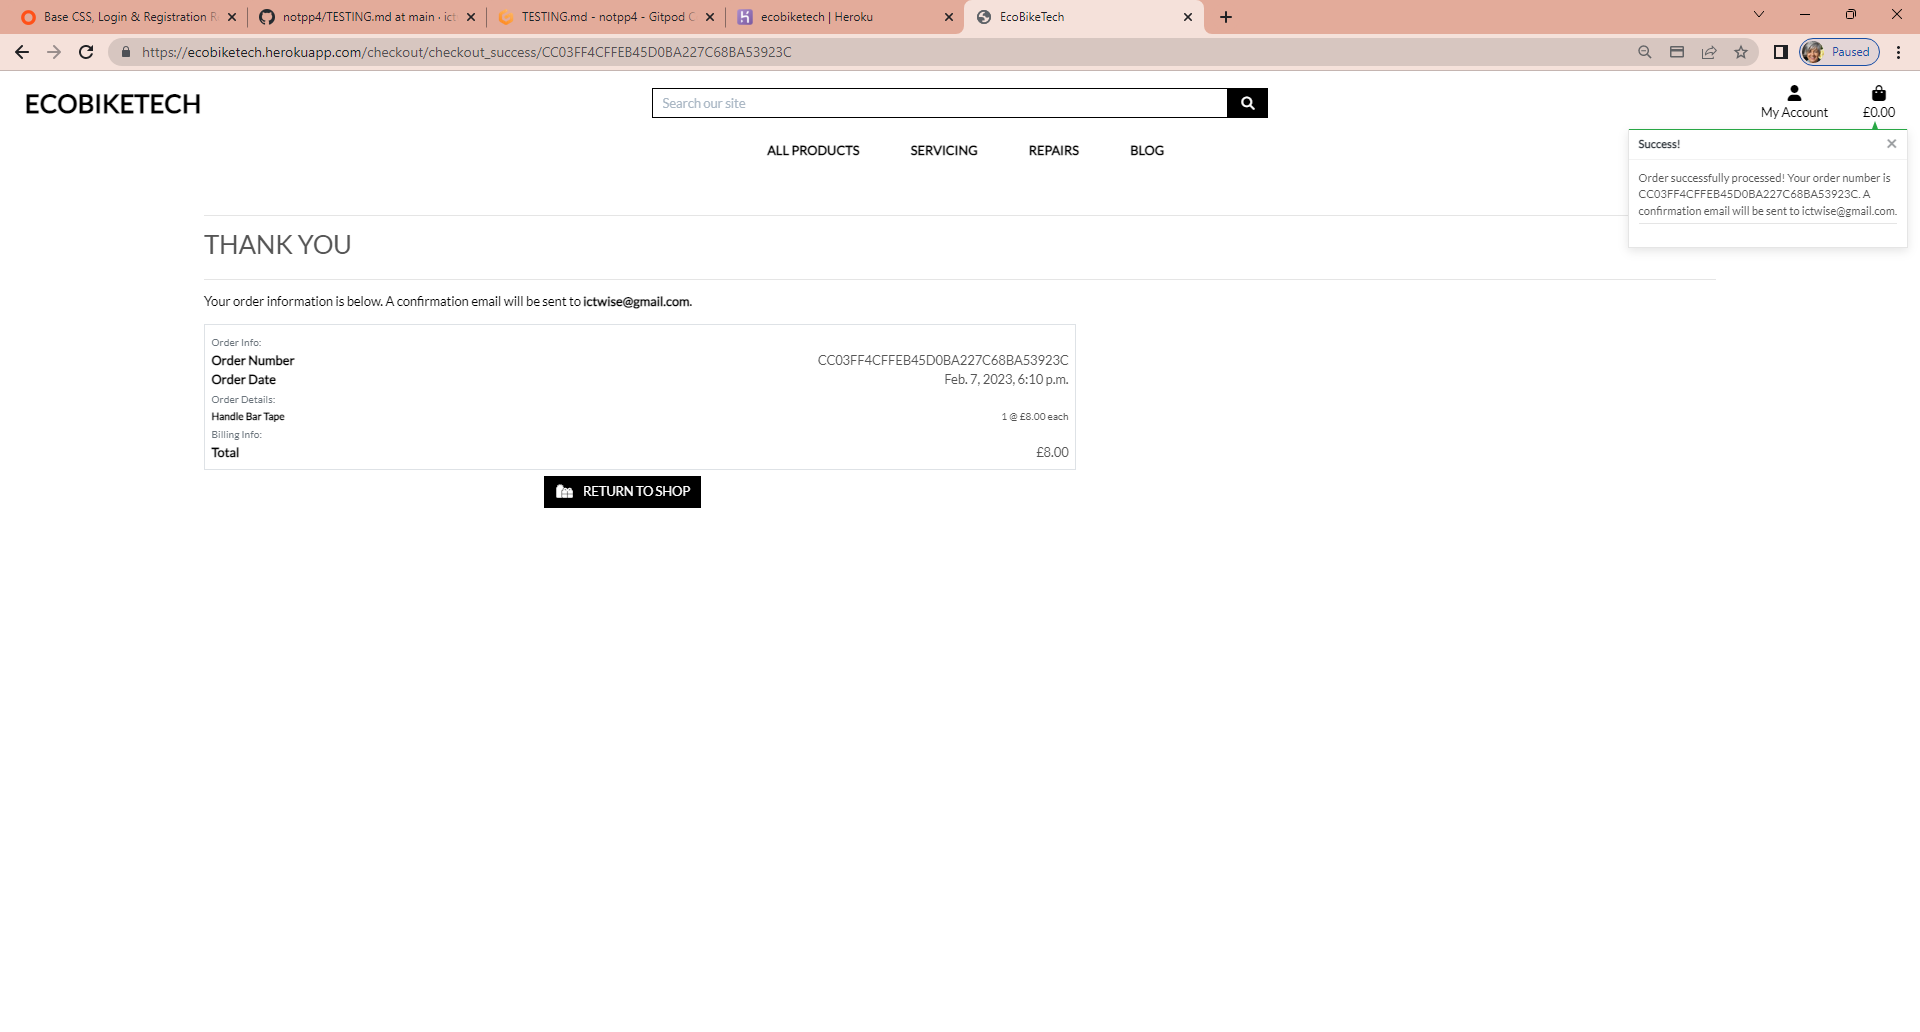 Base CSS, Login & Registration R
notpp4/TESTING.md at main · ict
TESTING.md - notpp4 - Gitpod C
ecobiketech | Heroku
EcoBikeTech
https://ecobiketech.herokuapp.com/checkout/checkout_success/CC03FF4CFFEB45D0BA227C68BA53923C
Paused
ECOBIKETECH
Search our site
My Account
£0.00
ALL PRODUCTS
SERVICING
REPAIRS
BLOG
Success!
Order successfully processed! Your order number is
CC03FF4CFFEB45D0BA227C68BA53923C. A
confirmation email will be sent to ictwise@gmail.com.
THANK YOU
Your order information is below. A confirmation email will be sent to ictwise@gmail.com.
Order Info:
Order Number CC03FF4CFFEB45D0BA227C68BA53923C
Order Date Feb. 7, 2023, 6:10 p.m.
Order Details:
Handle Bar Tape 1 @ £8.00 each
Billing Info:
Total £8.00
RETURN TO SHOP